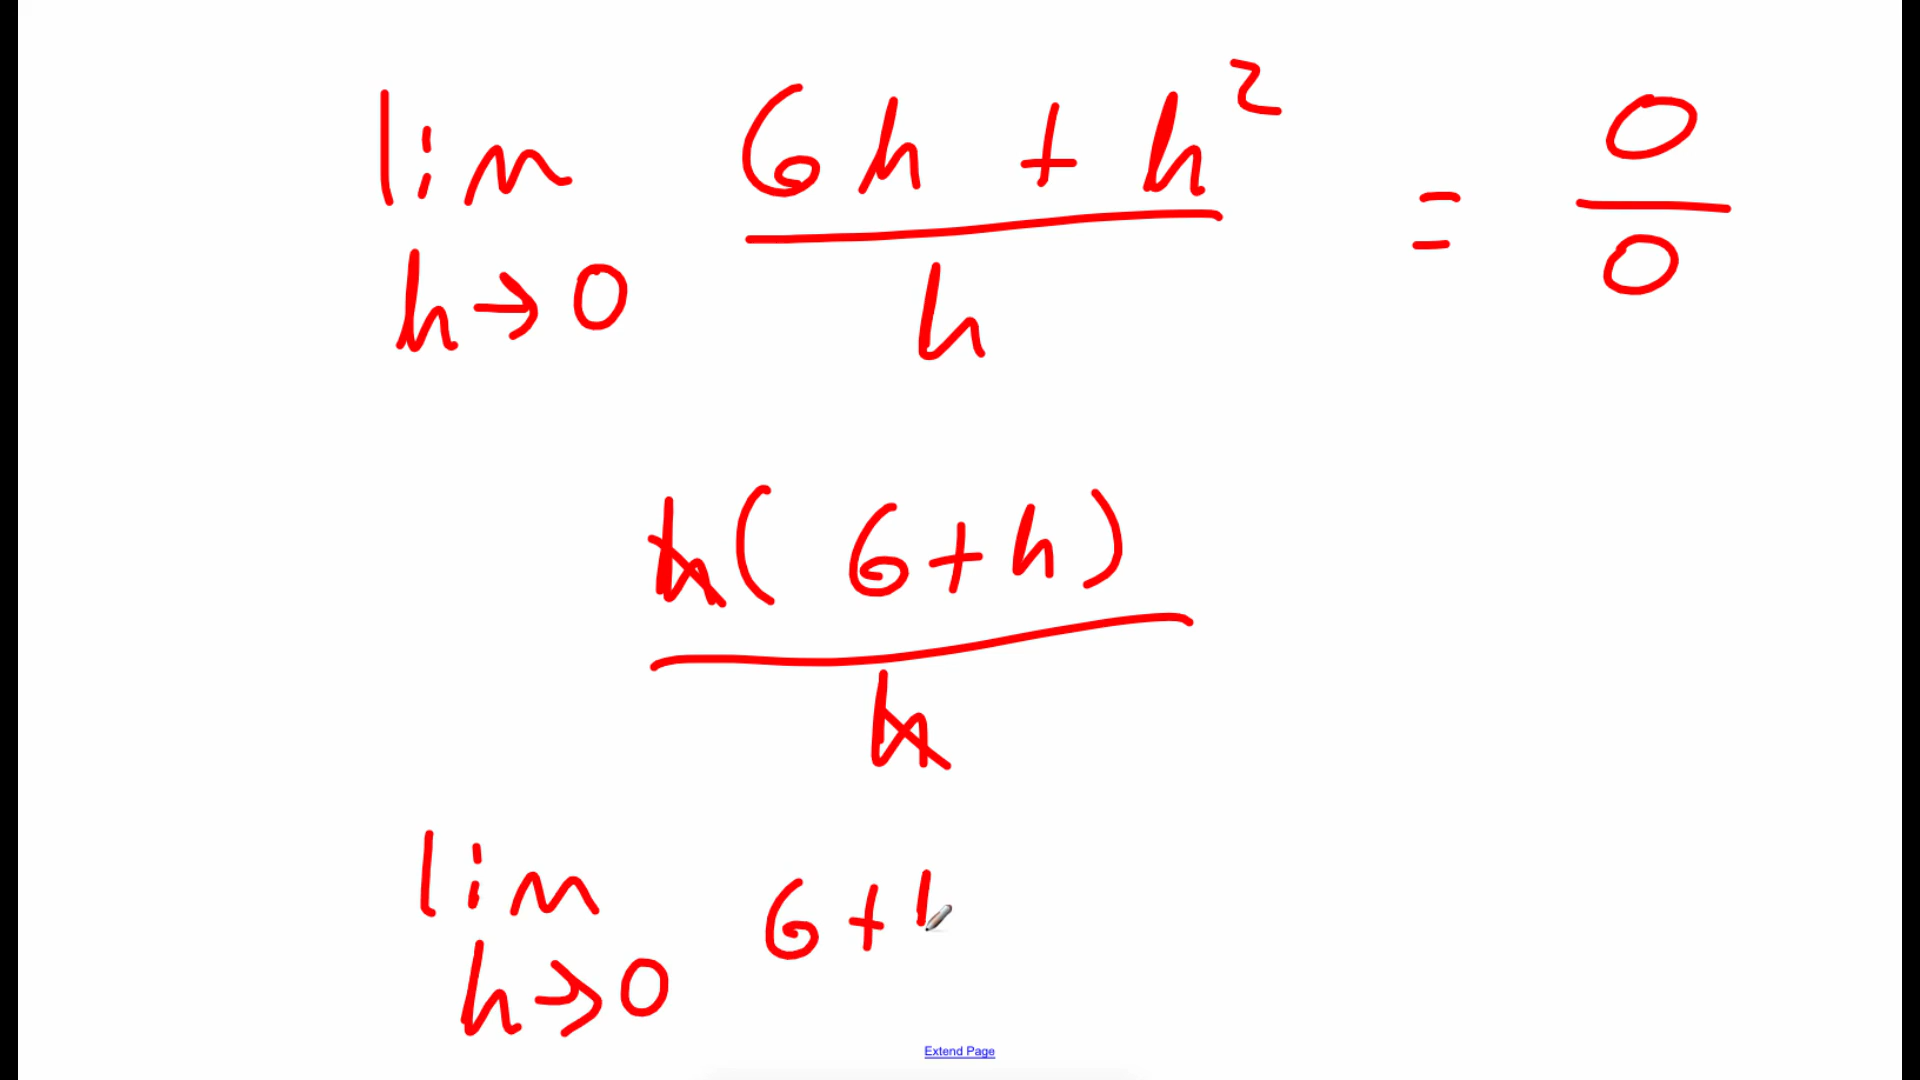 lim 6h + h² = 0
h→0 h 0
h( 6+h)
h
lim 6+h
h→0
Extend Page